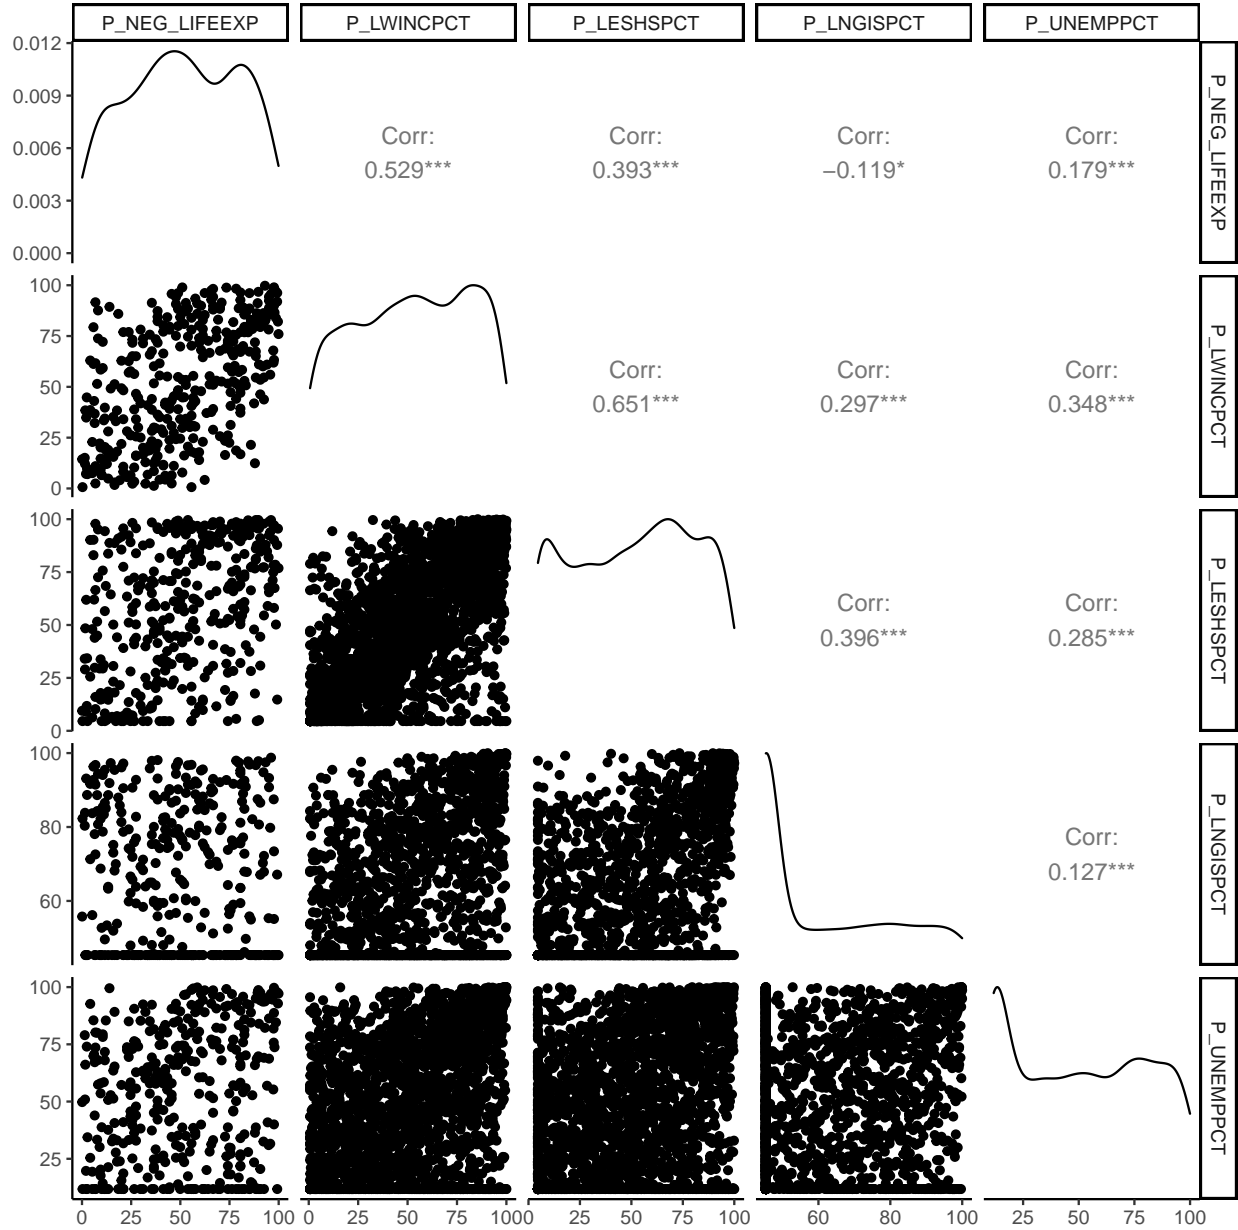 P_NEG_LIFEEXP P_LWINCPCT P_LESHSPCT P_LNGISPCT P_UNEMPPCT
0.012
0.009
0.006
0.003
0.000
Corr:
0.529***
Corr:
0.393***
Corr:
−0.119*
Corr:
0.179***
P_NEG_LIFEEXP
100
75
50
25
0
Corr:
0.651***
Corr:
0.297***
Corr:
0.348***
P_LWINCPCT
100
75
50
25
0
Corr:
0.396***
Corr:
0.285***
P_LESHSPCT
100
80
60
Corr:
0.127***
P_LNGISPCT
100
75
50
25
P_UNEMPPCT
0 25 50 75 100
0 25 50 75 100
0 25 50 75 100
60 80 100
25 50 75 100